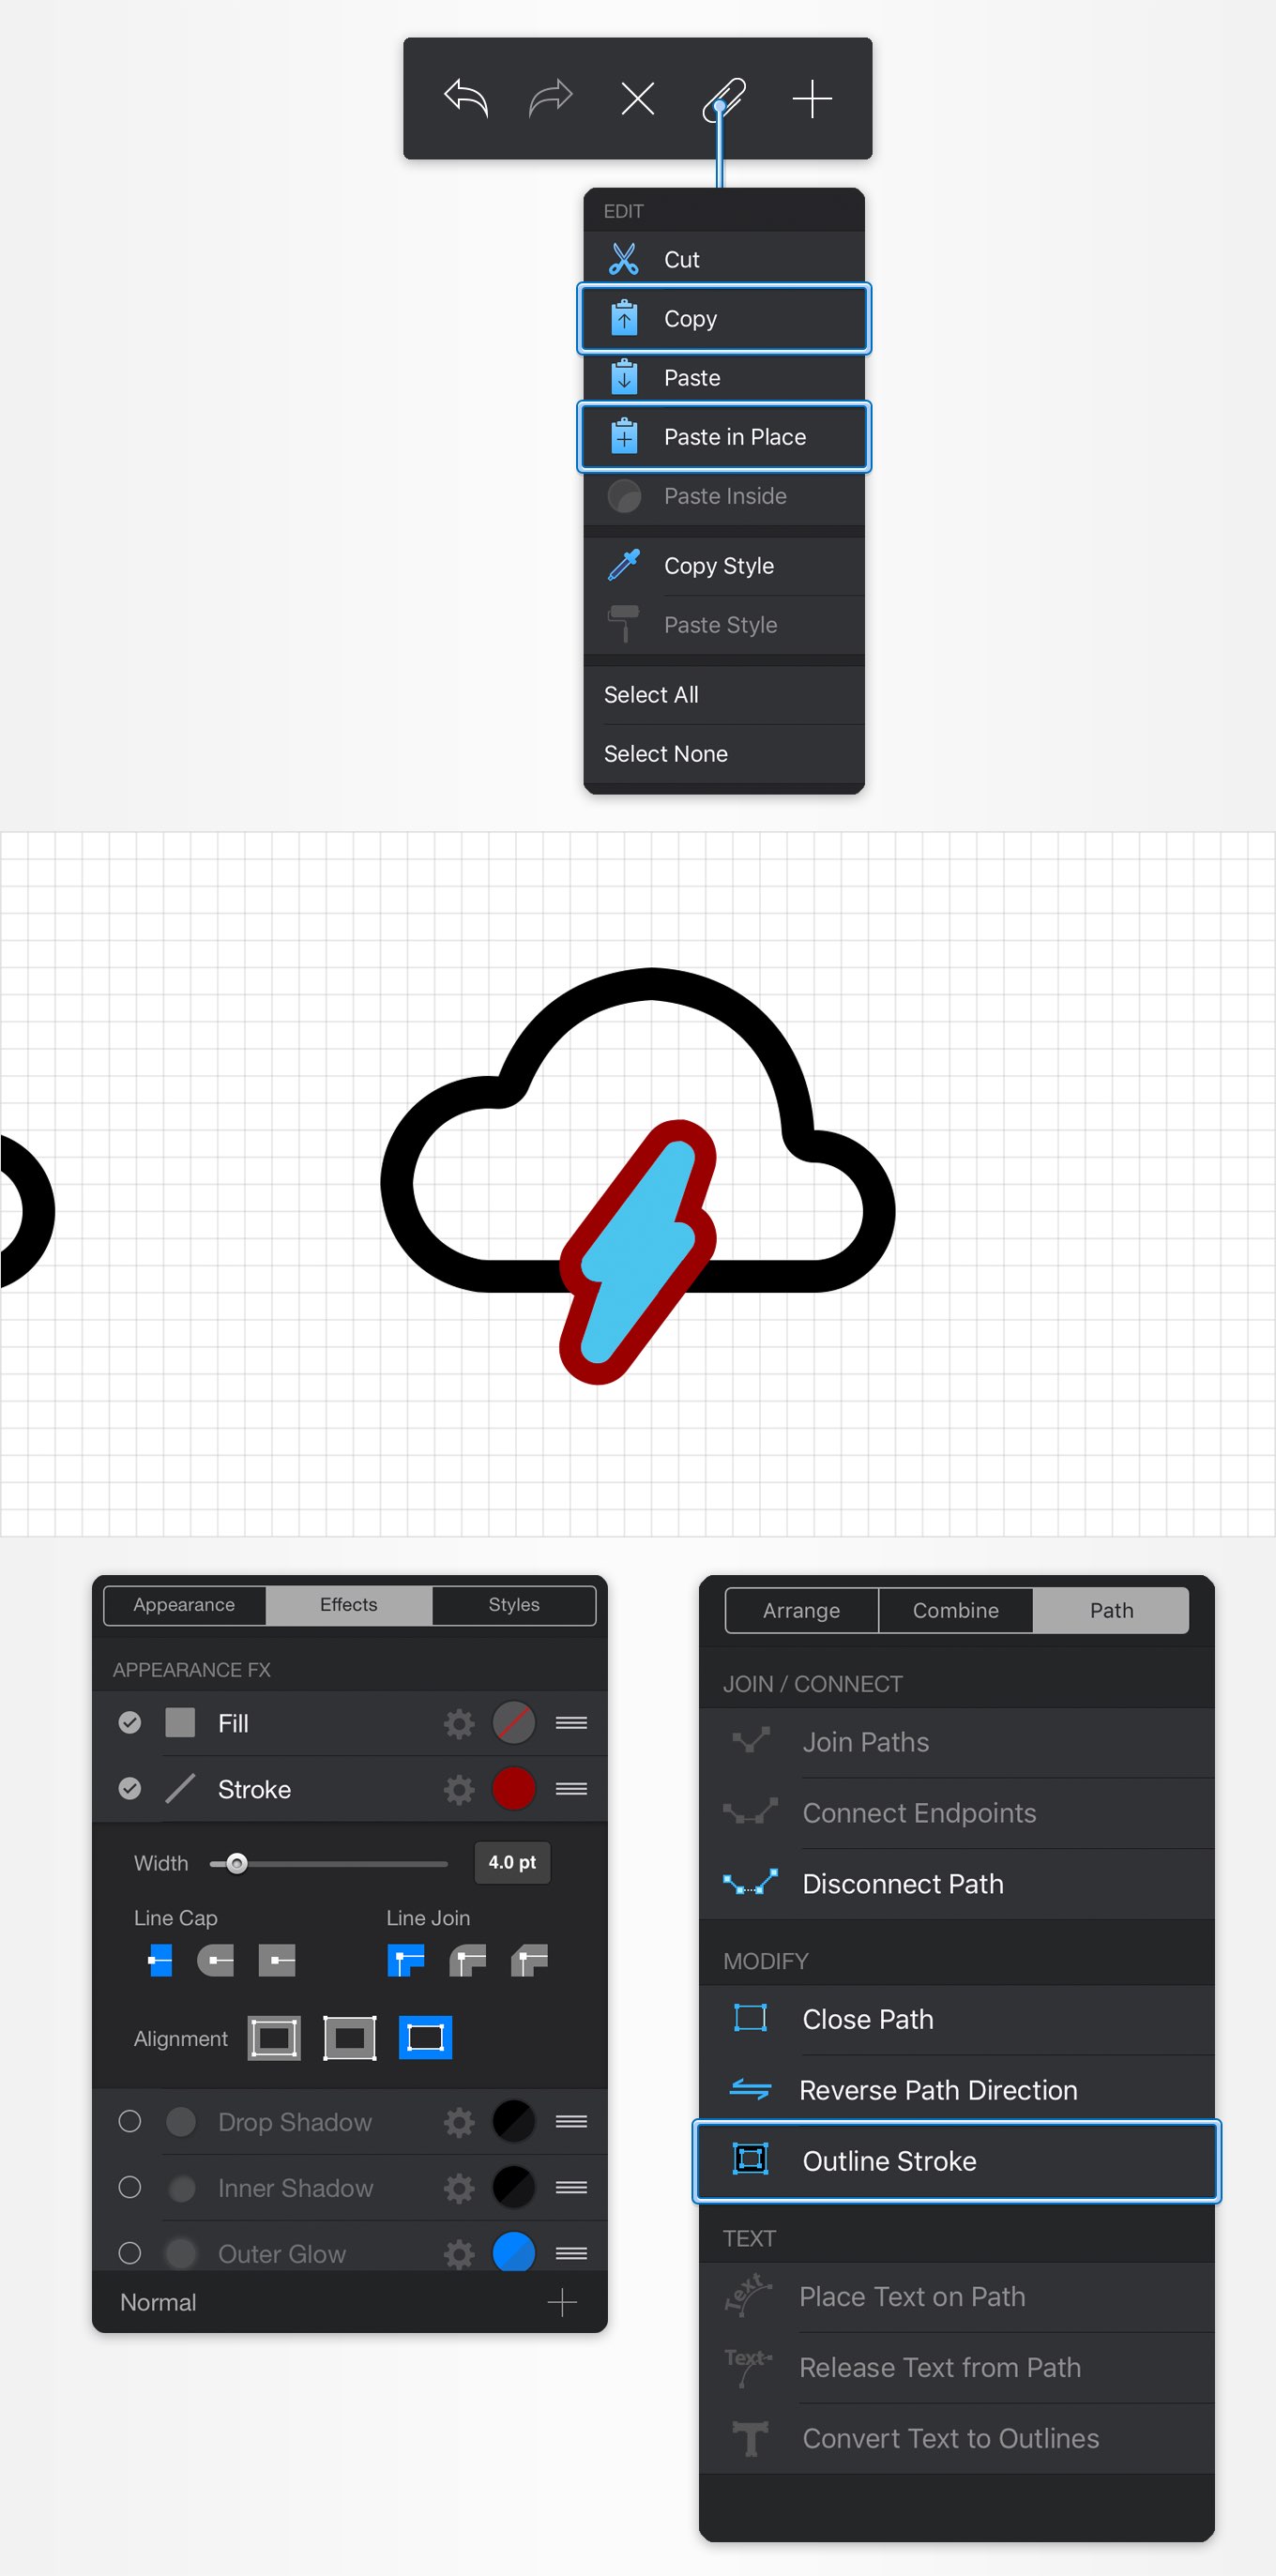 EDIT
Cut
Copy
Paste
Paste in Place
Paste Inside
Copy Style
Paste Style
Select All
Select None
Appearance Effects Styles
APPEARANCE FX
Fill
Stroke
Width 4.0 pt
Line Cap Line Join
Alignment
Drop Shadow
Inner Shadow
Outer Glow
Normal
Arrange Combine Path
JOIN / CONNECT
Join Paths
Connect Endpoints
Disconnect Path
MODIFY
Close Path
Reverse Path Direction
Outline Stroke
TEXT
Text Place Text on Path
Text Release Text from Path
T Convert Text to Outlines